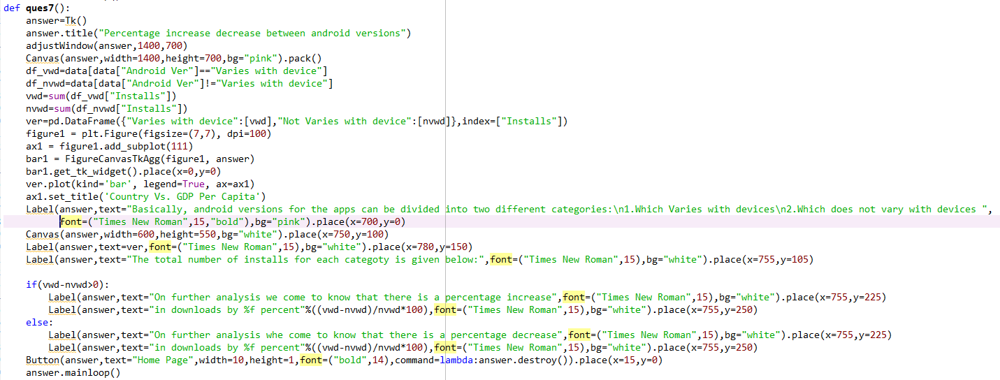 def ques7():
    answer=Tk()
    answer.title("Percentage increase decrease between android versions")
    adjustWindow(answer,1400,700)
    Canvas(answer,width=1400,height=700,bg="pink").pack()
    df_vwd=data[data["Android Ver"]=="Varies with device"]
    df_nvwd=data[data["Android Ver"]!="Varies with device"]
    vwd=sum(df_vwd["Installs"])
    nvwd=sum(df_nvwd["Installs"])
    ver=pd.DataFrame({"Varies with device":[vwd],"Not Varies with device":[nvwd]},index=["Installs"])
    figure1 = plt.Figure(figsize=(7,7), dpi=100)
    ax1 = figure1.add_subplot(111)
    bar1 = FigureCanvasTkAgg(figure1, answer)
    bar1.get_tk_widget().place(x=0,y=0)
    ver.plot(kind='bar', legend=True, ax=ax1)
    ax1.set_title('Country Vs. GDP Per Capita')
    Label(answer,text="Basically, android versions for the apps can be divided into two different categories:\n1.Which Varies with devices\n2.Which does not vary with devices ",
          font=("Times New Roman",15,"bold"),bg="pink").place(x=700,y=0)
    Canvas(answer,width=600,height=550,bg="white").place(x=750,y=100)
    Label(answer,text=ver,font=("Times New Roman",15),bg="white").place(x=780,y=150)
    Label(answer,text="The total number of installs for each categoty is given below:",font=("Times New Roman",15),bg="white").place(x=755,y=105)

    if(vwd-nvwd>0):
        Label(answer,text="On further analysis we come to know that there is a percentage increase",font=("Times New Roman",15),bg="white").place(x=755,y=225)
        Label(answer,text="in downloads by %f percent"%((vwd-nvwd)/nvwd*100),font=("Times New Roman",15),bg="white").place(x=755,y=250)
    else:
        Label(answer,text="On further analysis whe come to know that there is a percentage decrease",font=("Times New Roman",15),bg="white").place(x=755,y=225)
        Label(answer,text="in downloads by %f percent"%((vwd-nvwd)/nvwd*100),font=("Times New Roman",15),bg="white").place(x=755,y=250)
    Button(answer,text="Home Page",width=10,height=1,font=("bold",14),command=lambda:answer.destroy()).place(x=15,y=0)
    answer.mainloop()